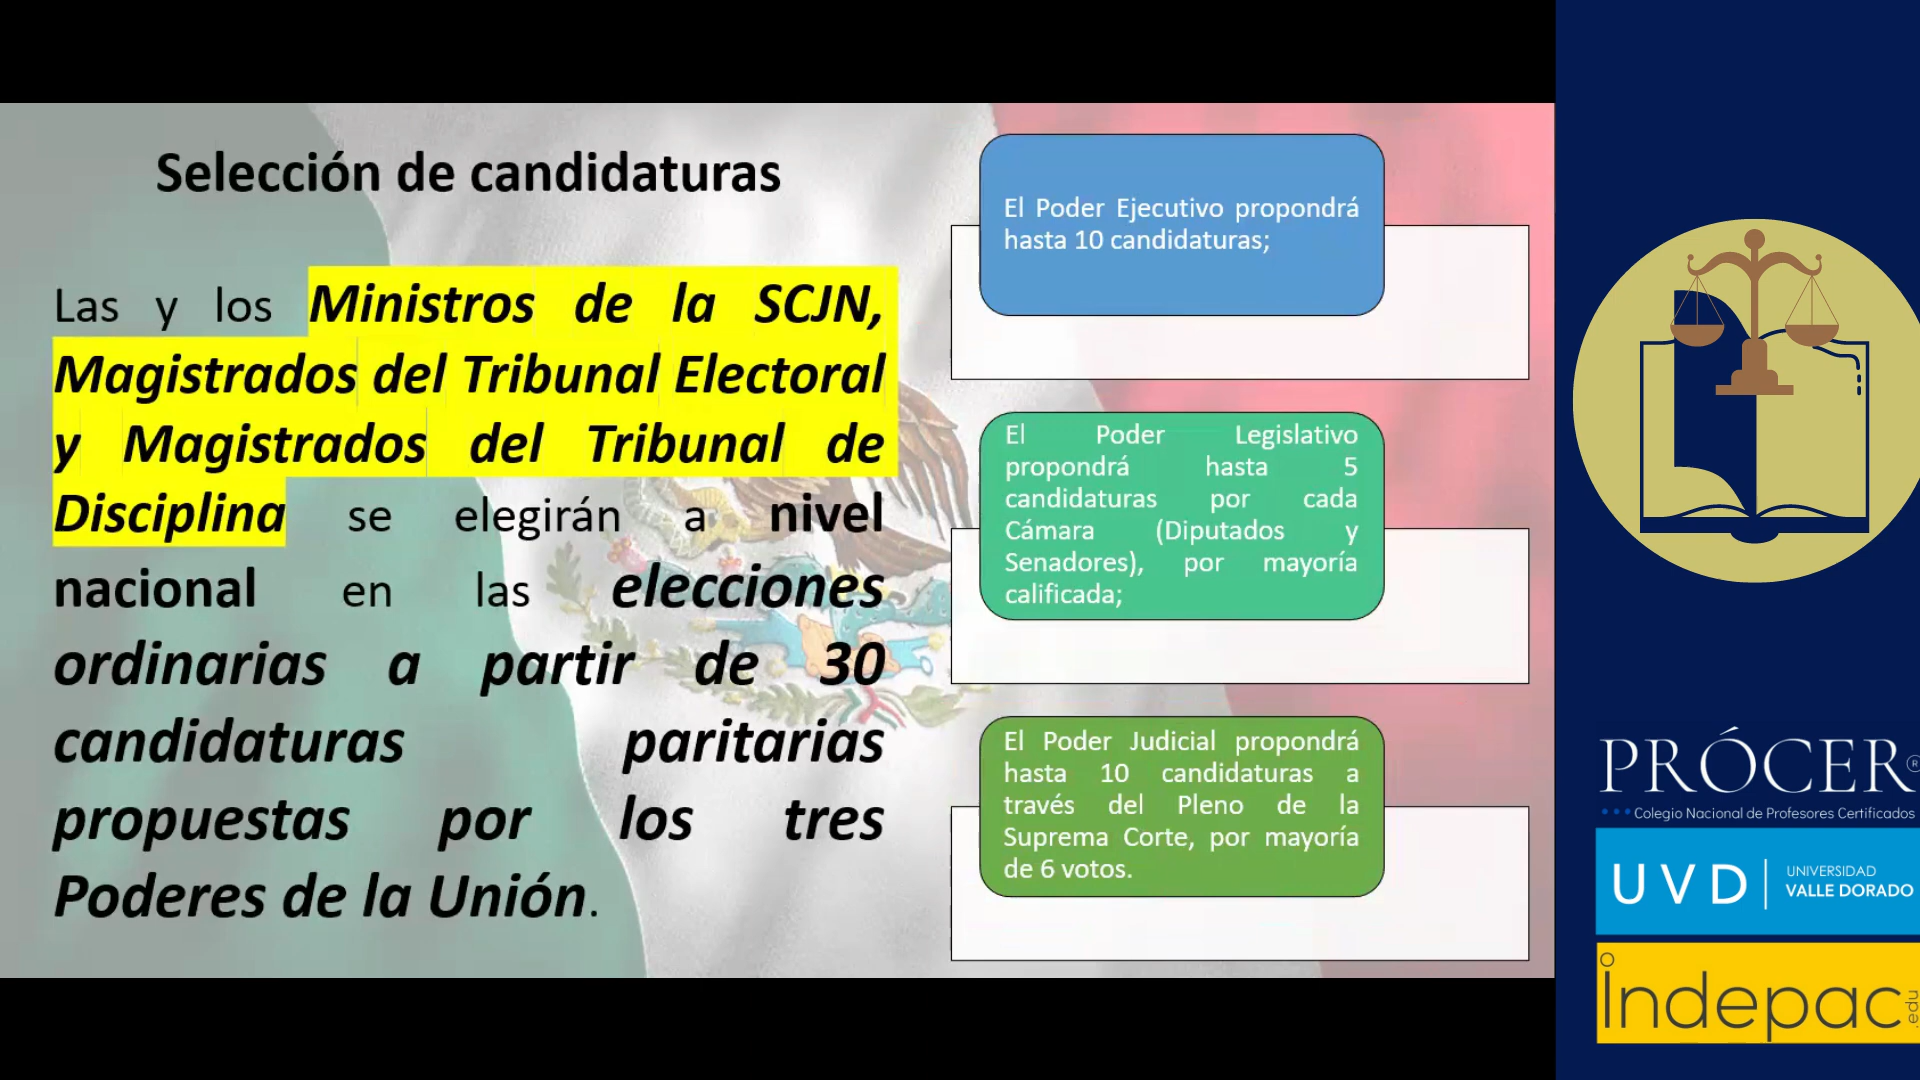 Selección de candidaturas
Las y los Ministros de la SCJN,
Magistrados del Tribunal Electoral
y Magistrados del Tribunal de
Disciplina se elegirán a nivel
nacional en las elecciones
ordinarias a partir de 30
candidaturas paritarias
propuestas por los tres
Poderes de la Unión.
El Poder Ejecutivo propondrá
hasta 10 candidaturas;
El Poder Legislativo
propondrá hasta 5
candidaturas por cada
Cámara (Diputados y
Senadores), por mayoría
calificada;
El Poder Judicial propondrá
hasta 10 candidaturas a
través del Pleno de la
Suprema Corte, por mayoría
de 6 votos.
PRÓCER®
Colegio Nacional de Profesores Certificados
UVD
UNIVERSIDAD
VALLE DORADO
indepac
.edu